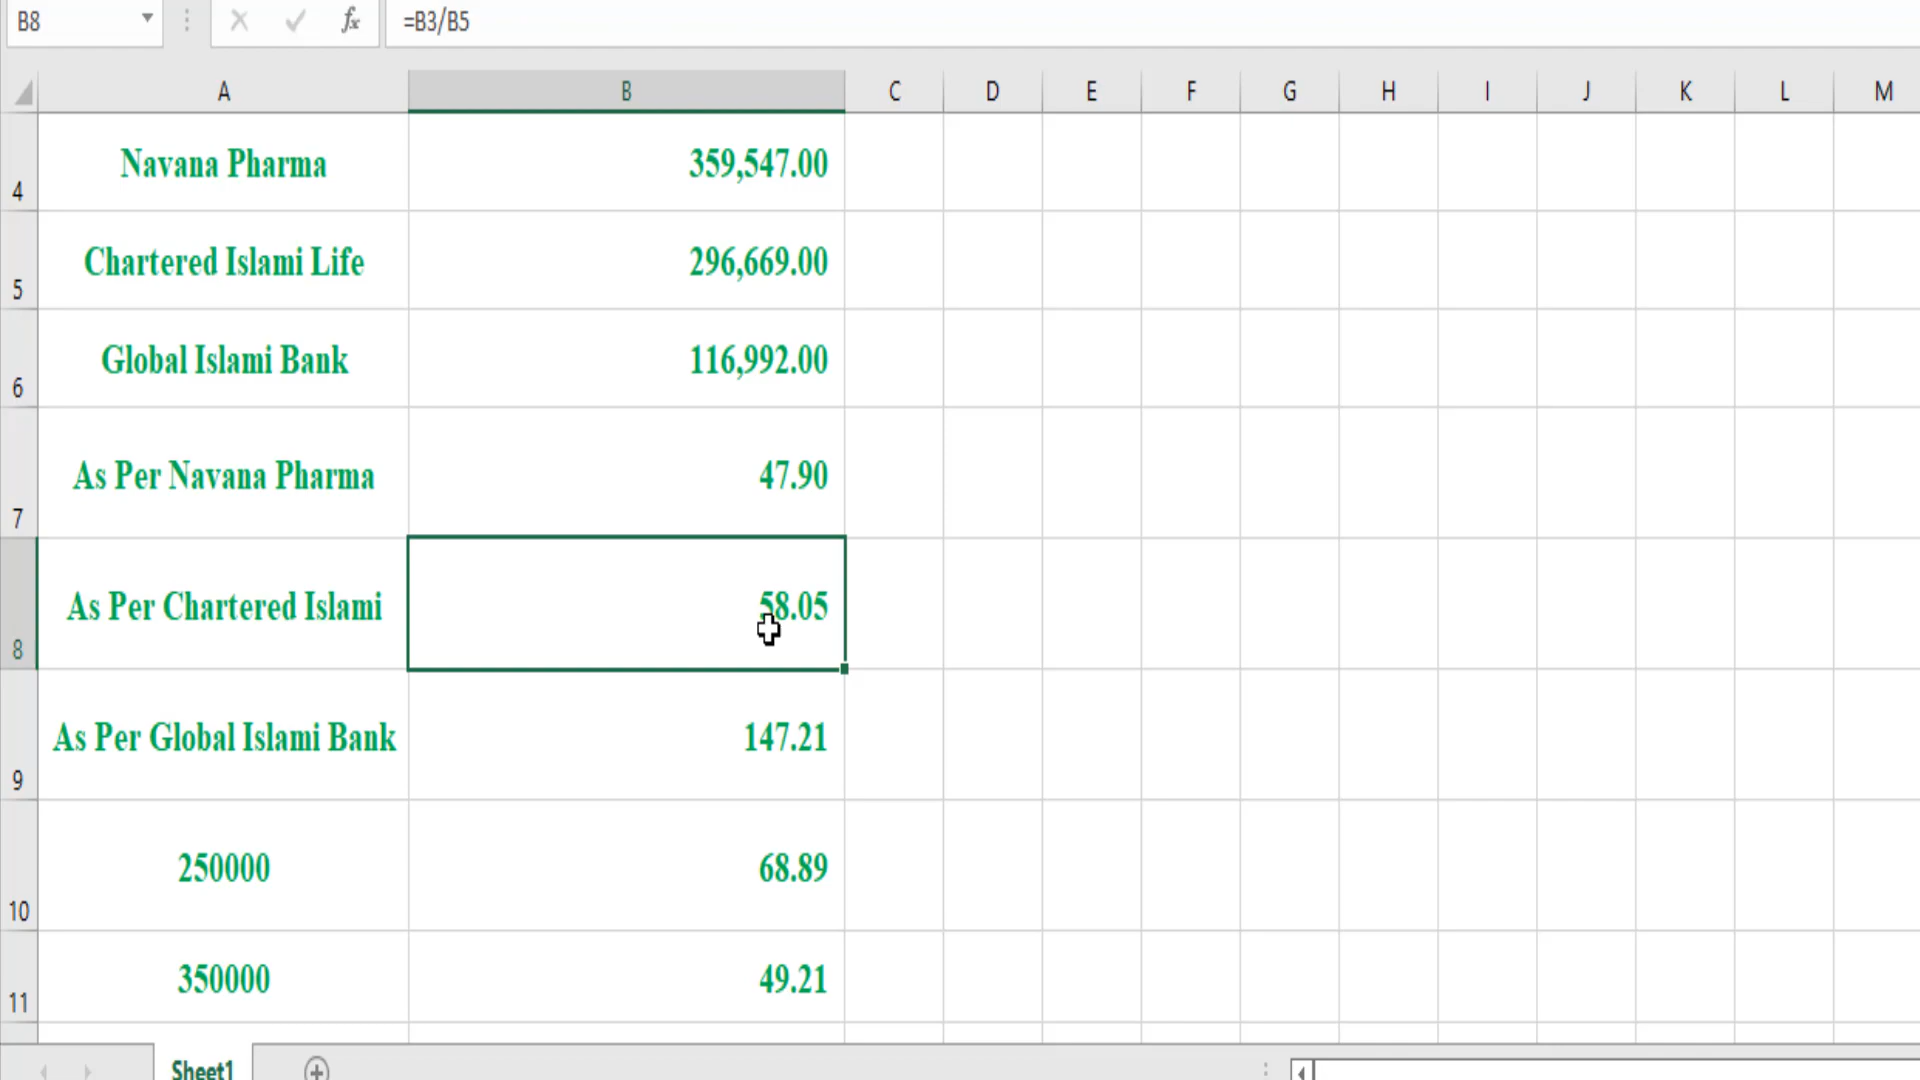 B8 fx =B3/B5
A B C D E F G H I J K L M
4 Navana Pharma 359,547.00
5 Chartered Islami Life 296,669.00
6 Global Islami Bank 116,992.00
7 As Per Navana Pharma 47.90
8 As Per Chartered Islami 58.05
9 As Per Global Islami Bank 147.21
10 250000 68.89
11 350000 49.21
Sheet1